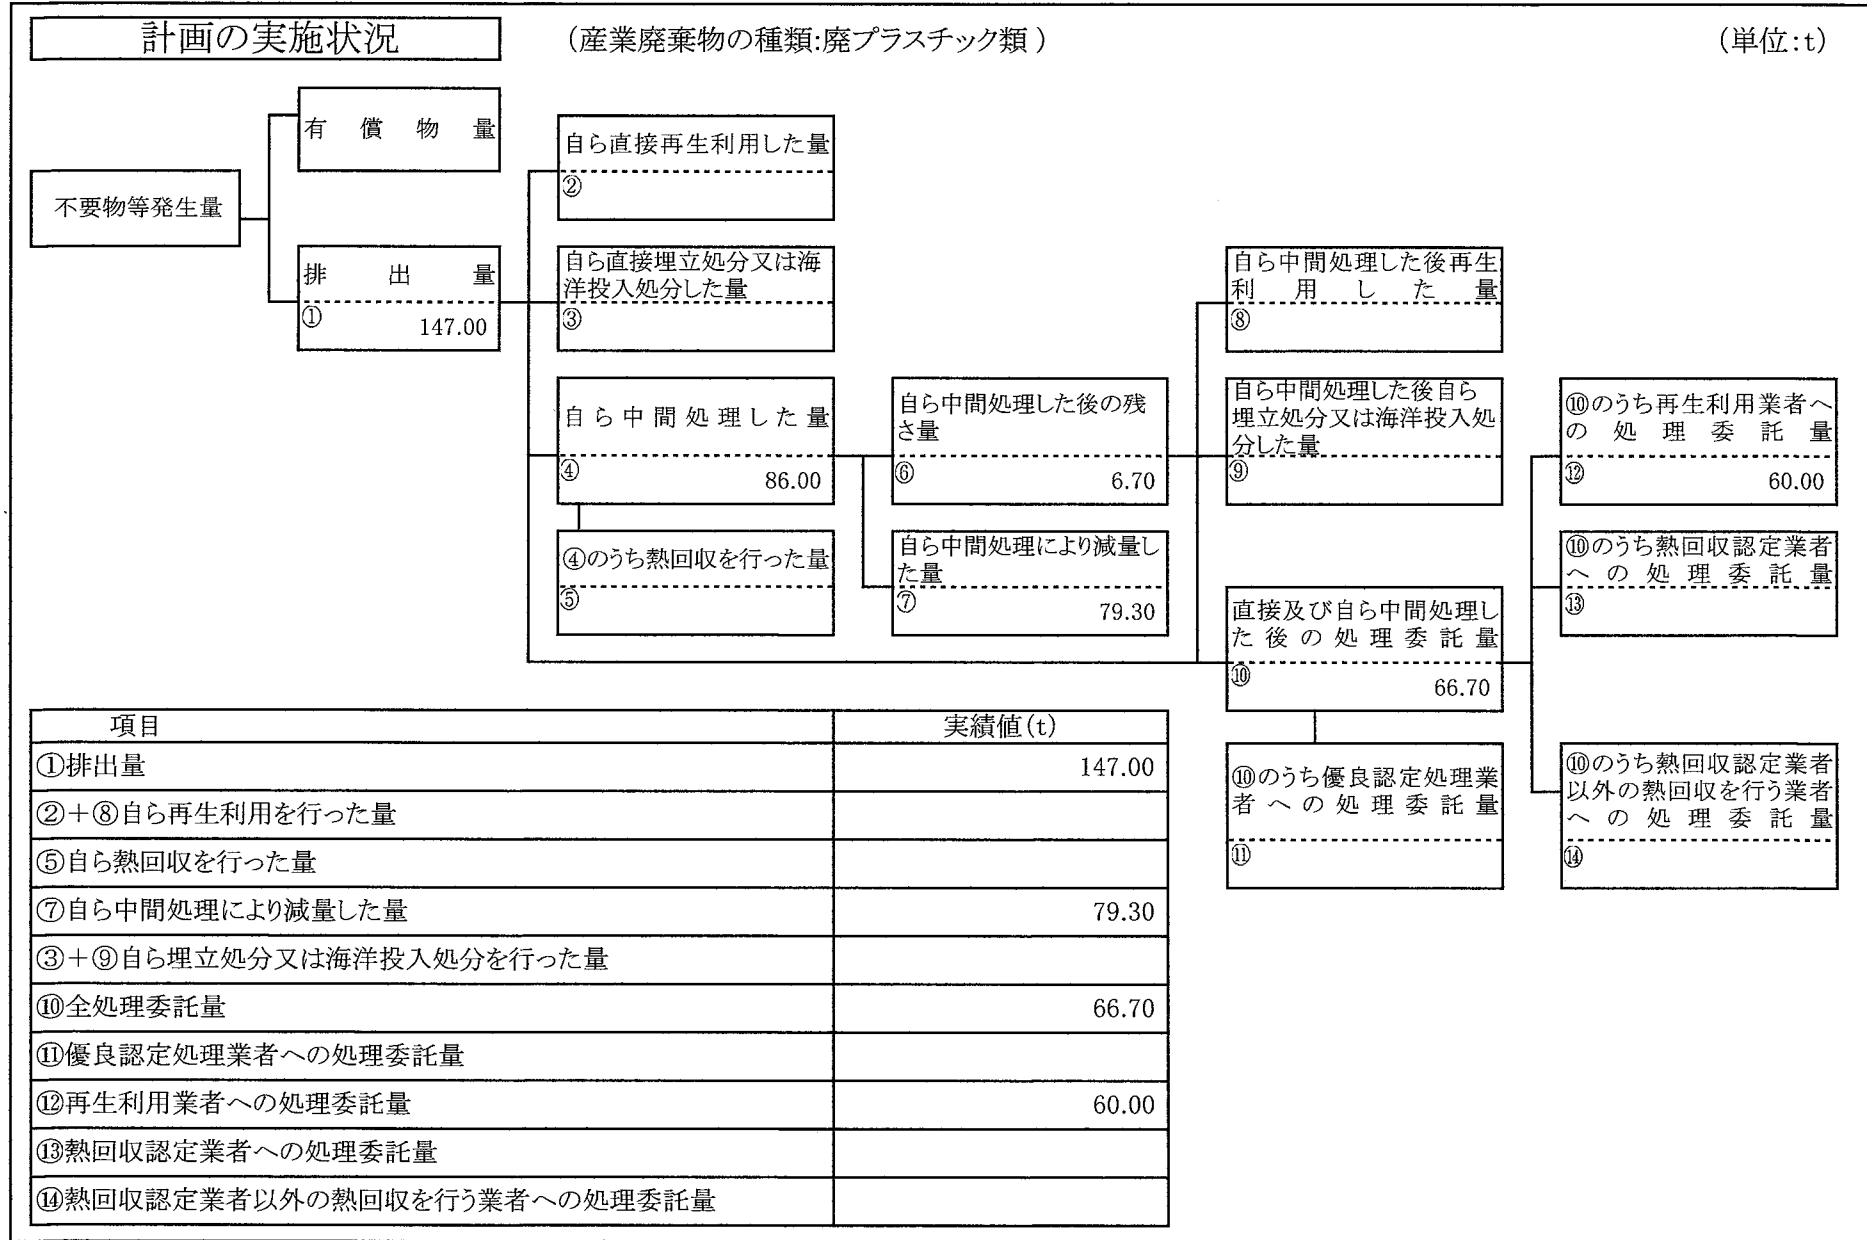 計画の実施状況
（産業廃棄物の種類:廃プラスチック類）
（単位:t）
有償物量
不要物等発生量
排出量
① 147.00
自ら直接再生利用した量
②
自ら直接埋立処分又は海
洋投入処分した量
③
自ら中間処理した量
④ 86.00
④のうち熱回収を行った量
⑤
自ら中間処理した後の残
さ量
⑥ 6.70
自ら中間処理により減量し
た量
⑦ 79.30
自ら中間処理した後再生
利用した量
⑧
自ら中間処理した後自ら
埋立処分又は海洋投入処
分した量
⑨
直接及び自ら中間処理し
た後の処理委託量
⑩ 66.70
⑩のうち優良認定処理業
者への処理委託量
⑪
⑩のうち再生利用業者へ
の処理委託量
⑫ 60.00
⑩のうち熱回収認定業者
への処理委託量
⑬
⑩のうち熱回収認定業者
以外の熱回収を行う業者
への処理委託量
⑭
項目 実績値(t)
①排出量 147.00
②＋⑧自ら再生利用を行った量
⑤自ら熱回収を行った量
⑦自ら中間処理により減量した量 79.30
③＋⑨自ら埋立処分又は海洋投入処分を行った量
⑩全処理委託量 66.70
⑪優良認定処理業者への処理委託量
⑫再生利用業者への処理委託量 60.00
⑬熱回収認定業者への処理委託量
⑭熱回収認定業者以外の熱回収を行う業者への処理委託量